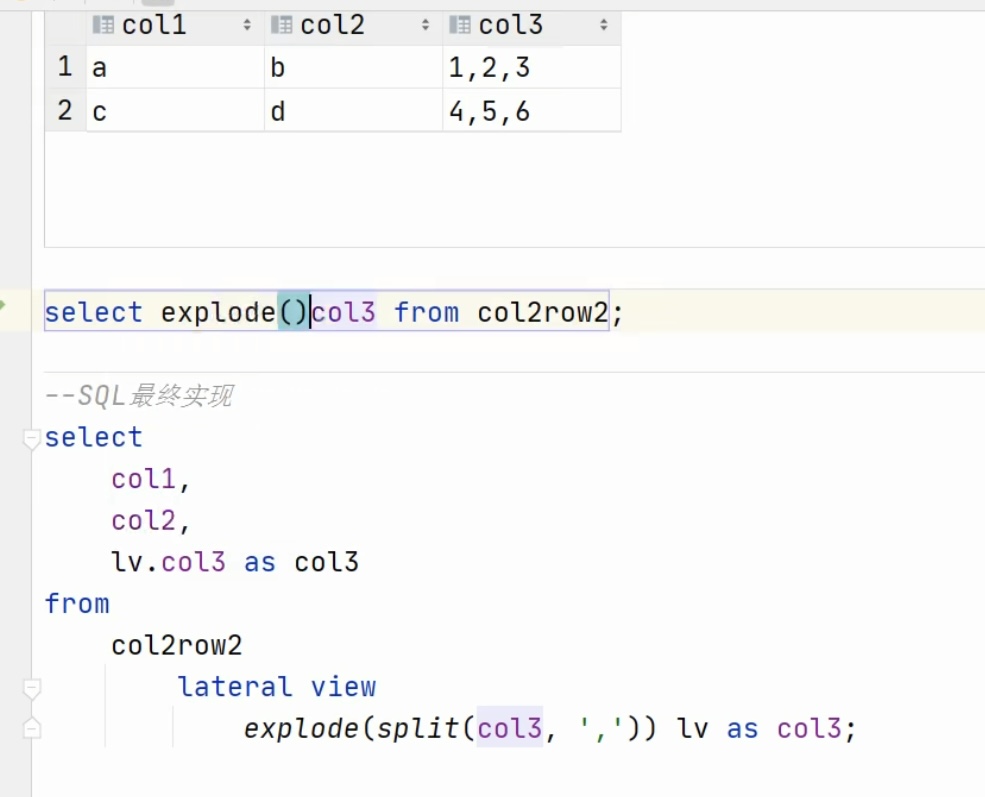 col1 col2 col3
1 a b 1,2,3
2 c d 4,5,6
select explode()col3 from col2row2;
--SQL最终实现
select
col1,
col2,
lv.col3 as col3
from
col2row2
lateral view
explode(split(col3, ',')) lv as col3;